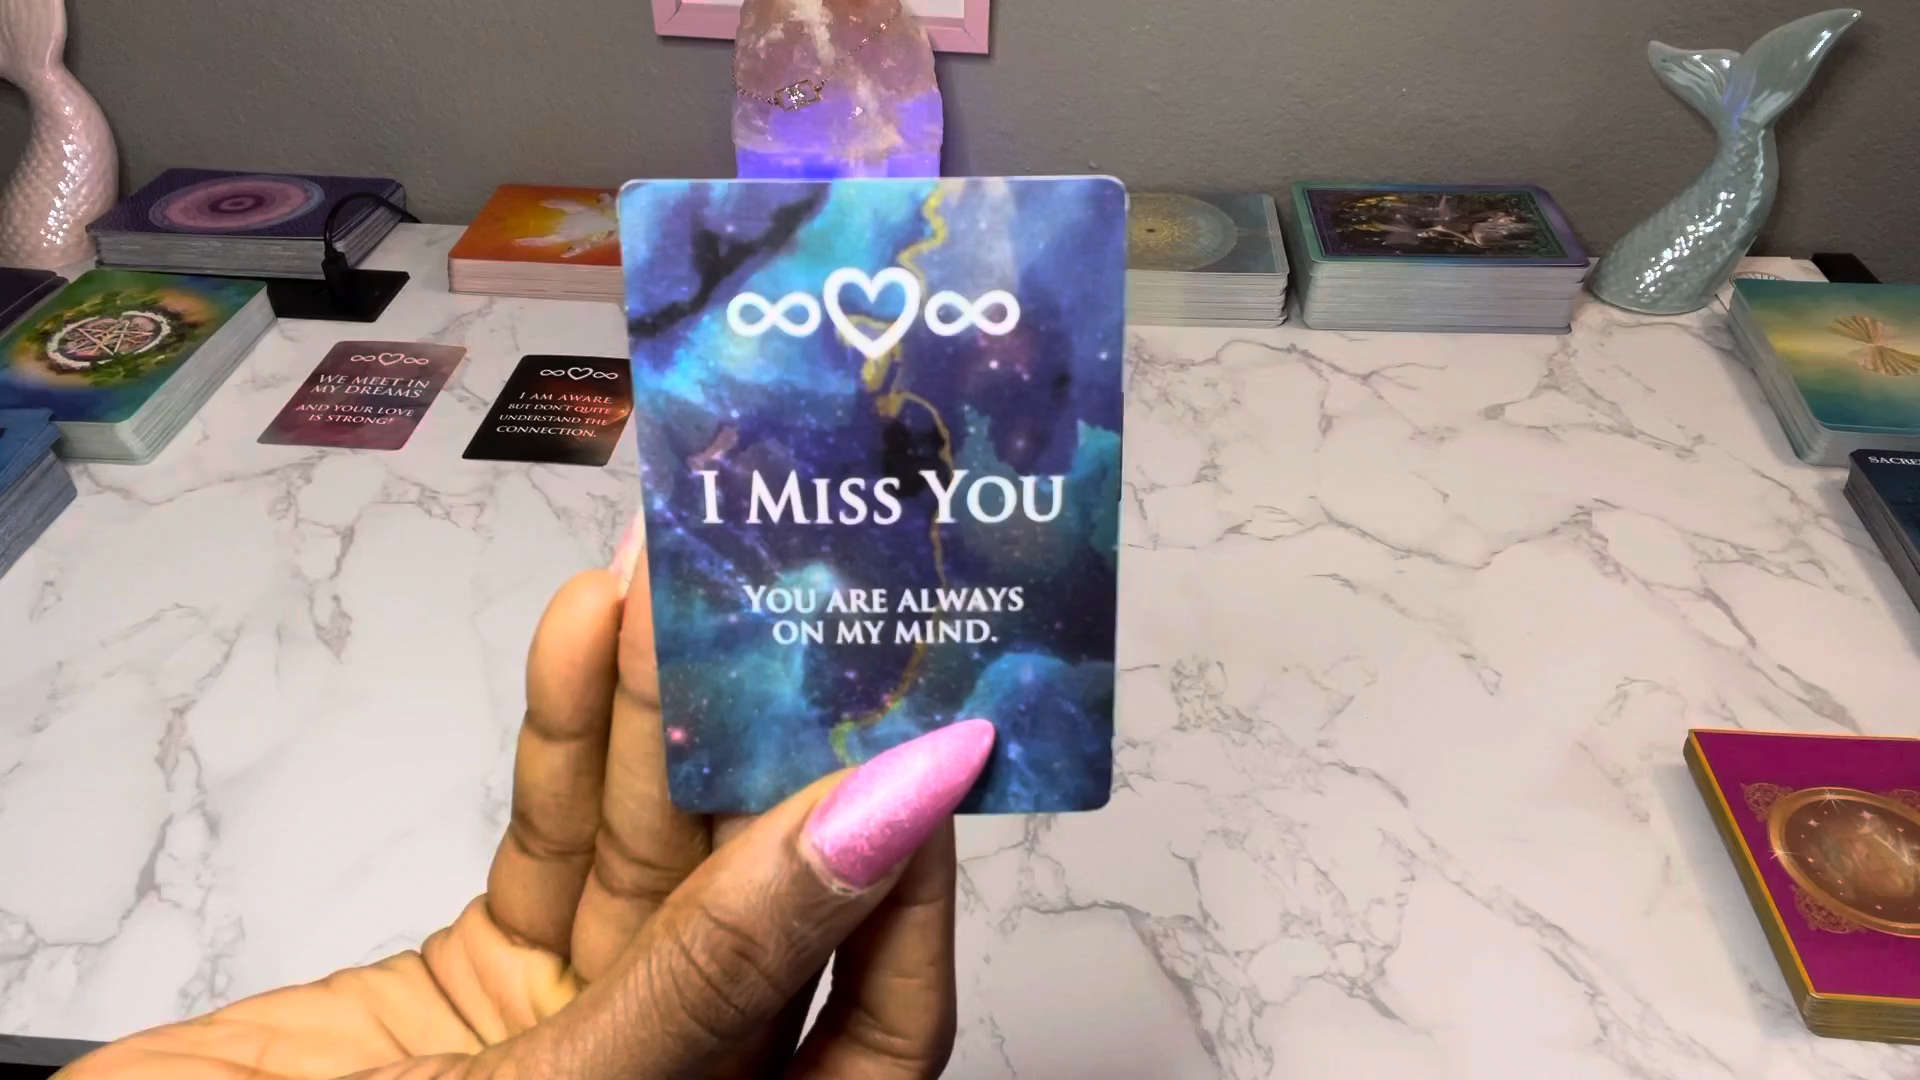 WE MEET IN
MY DREAMS
AND YOUR LOVE
IS STRONG!
I AM AWARE
BUT DON'T QUITE
UNDERSTAND THE
CONNECTION.
I MISS YOU
YOU ARE ALWAYS
ON MY MIND.